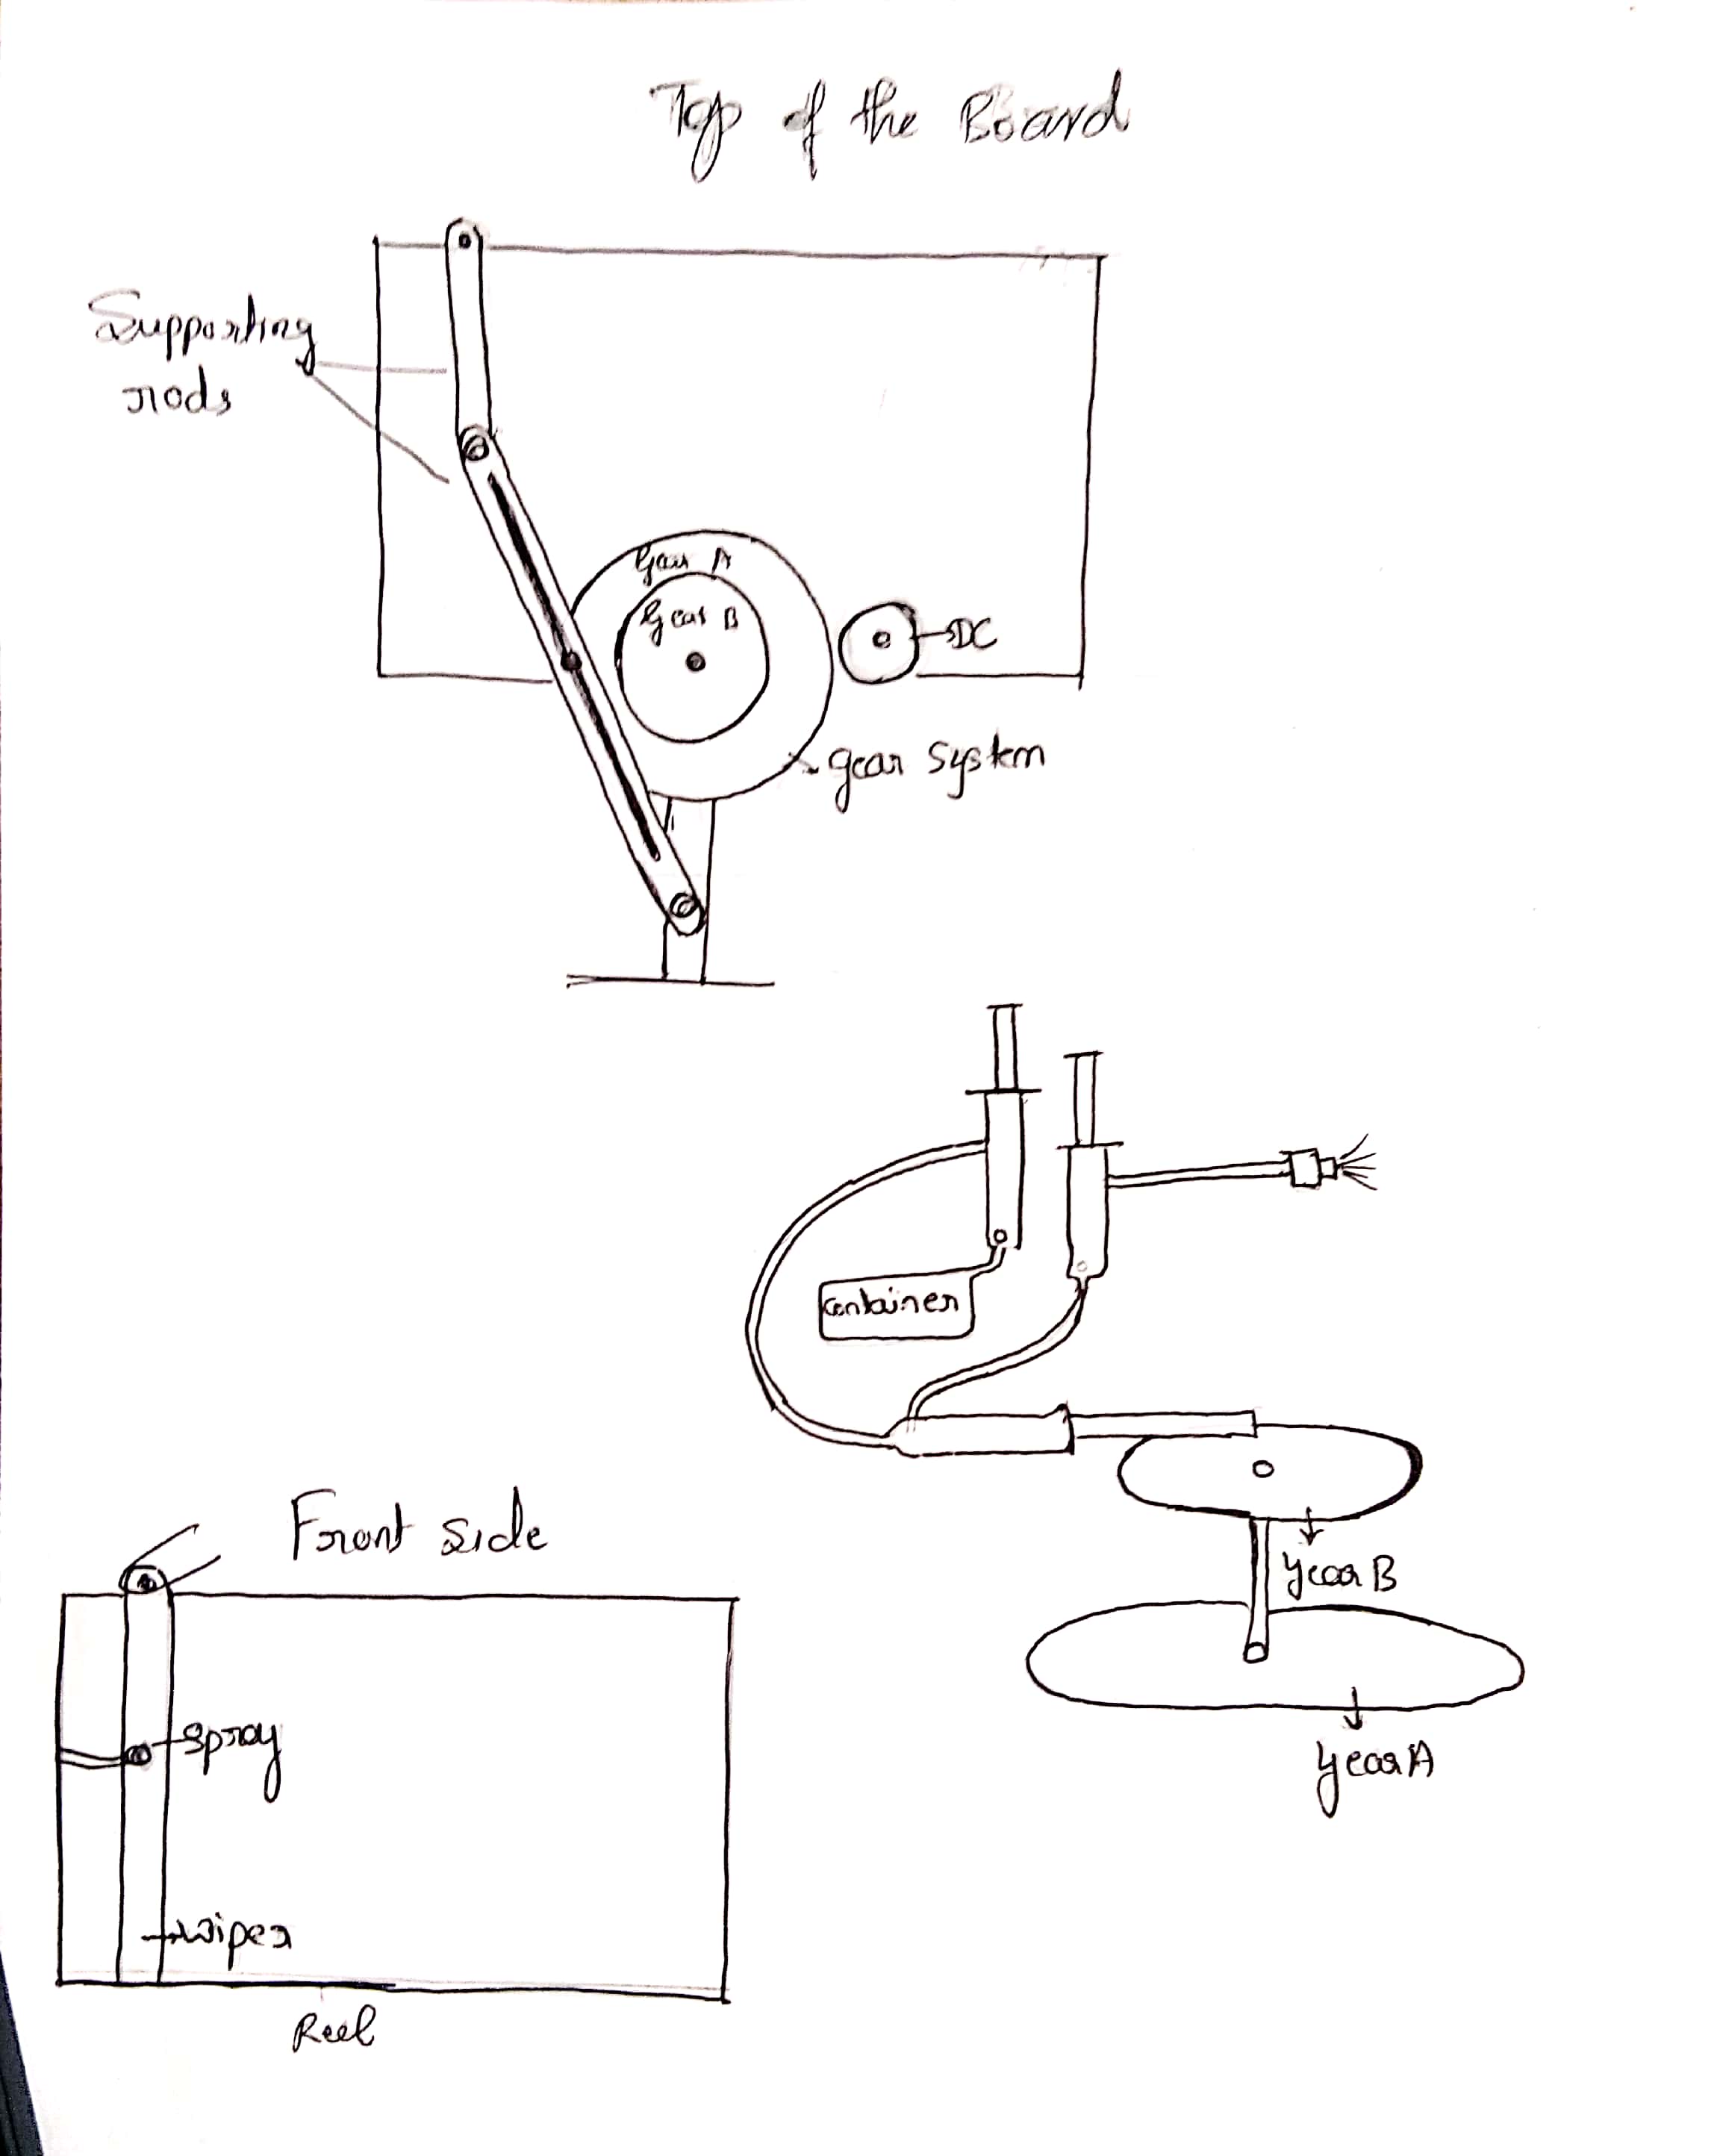 Top of the Board
Supporting
rods
Gear A
Gear B
DC
gear system
container
Front side
gear B
spray
gear A
wiper
Reel